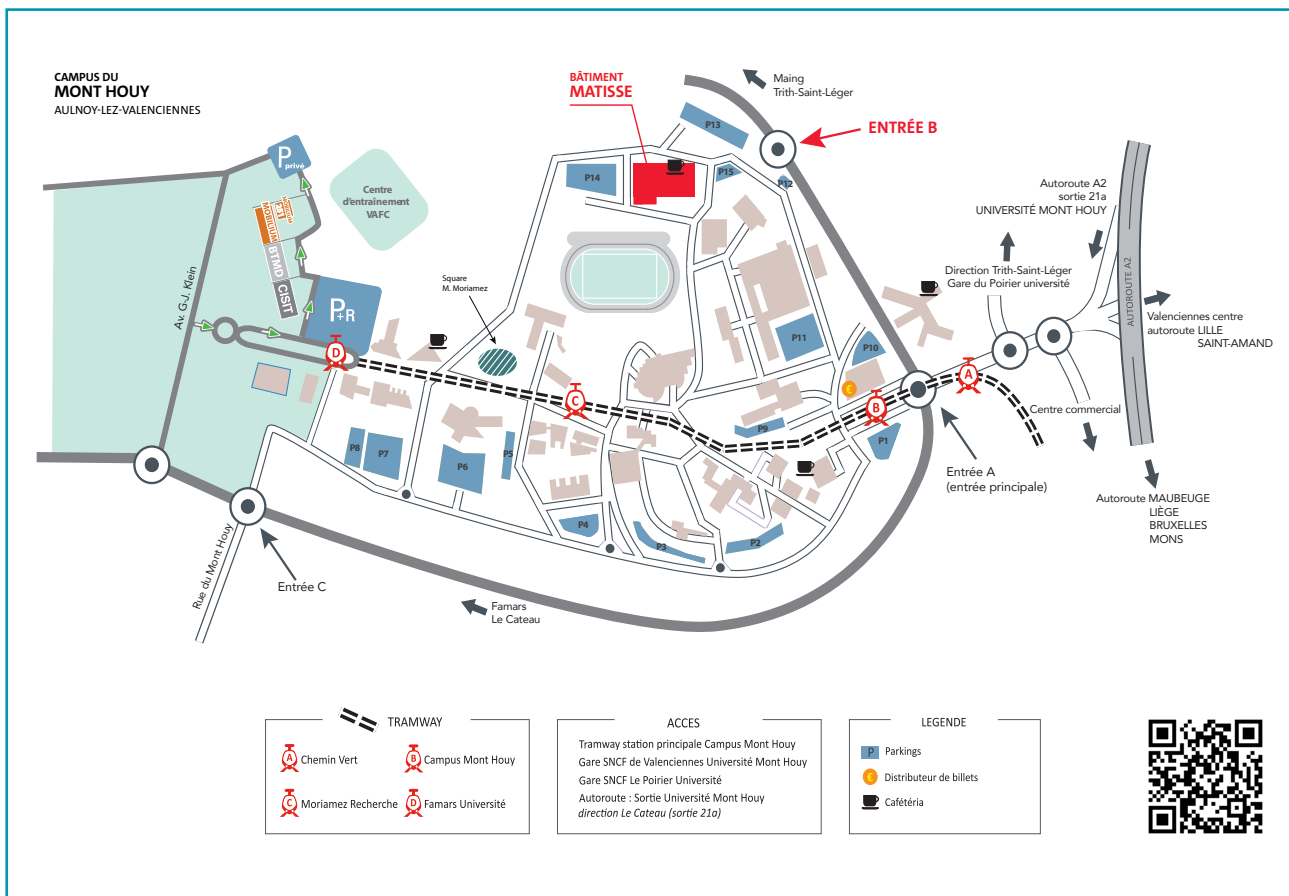 CAMPUS DU
MONT HOUY
AULNOY-LEZ-VALENCIENNES
BÂTIMENT
MATISSE
Maing
Trith-Saint-Léger
ENTRÉE B
P13
P14
P15
P12
P
privé
Centre
d'entraînement
VAFC
MOBILIUM
BTMD
CISIT
Av. G-J. Klein
P
+R
D
Square
M. Moriamez
Autoroute A2
sortie 21a
UNIVERSITÉ MONT HOUY
Direction Trith-Saint-Léger
Gare du Poirier université
AUTOROUTE A2
Valenciennes centre
autoroute LILLE
SAINT-AMAND
P11
P10
€
A
B
C
P9
P1
Centre commercial
Entrée A
(entrée principale)
P8
P7
P6
P5
P4
P3
P2
Autoroute MAUBEUGE
LIÈGE
BRUXELLES
MONS
Rue du Mont Houy
Entrée C
Famars
Le Cateau
TRAMWAY
A Chemin Vert
B Campus Mont Houy
C Moriamez Recherche
D Famars Université
ACCES
Tramway station principale Campus Mont Houy
Gare SNCF de Valenciennes Université Mont Houy
Gare SNCF Le Poirier Université
Autoroute : Sortie Université Mont Houy
direction Le Cateau (sortie 21a)
LEGENDE
P Parkings
€ Distributeur de billets
Cafétéria